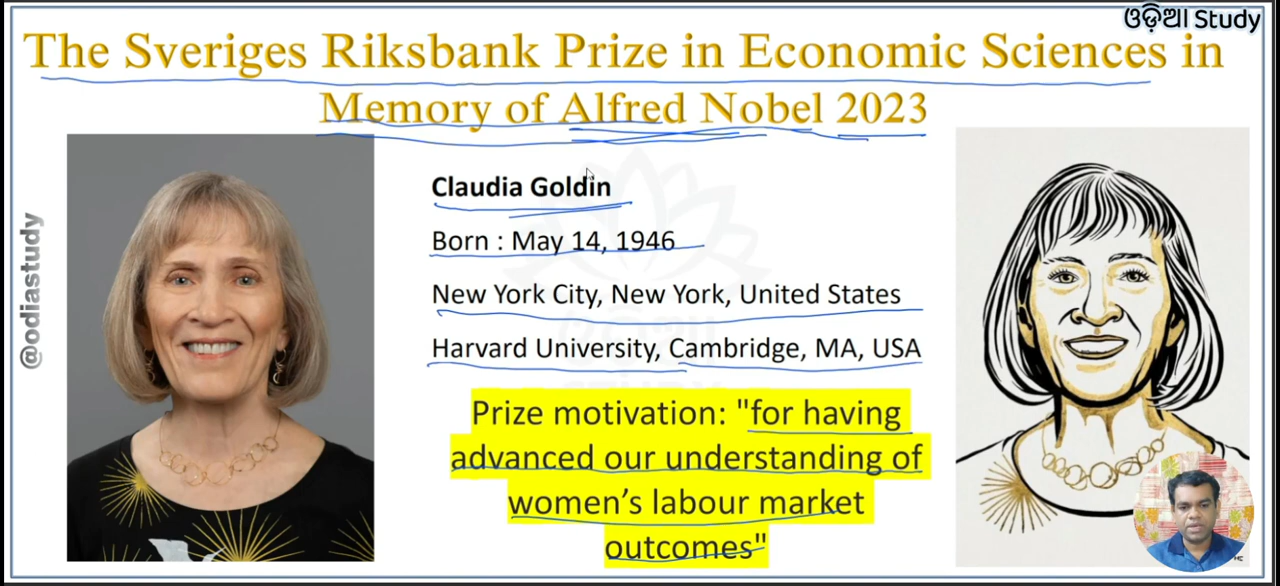 ଓଡ଼ିଆ Study
The Sveriges Riksbank Prize in Economic Sciences in
Memory of Alfred Nobel 2023
@odiastudy
Claudia Goldin
Born : May 14, 1946
New York City, New York, United States
Harvard University, Cambridge, MA, USA
ଓଡ଼ିଆ
STUDY
Prize motivation: "for having
advanced our understanding of
women’s labour market
outcomes"